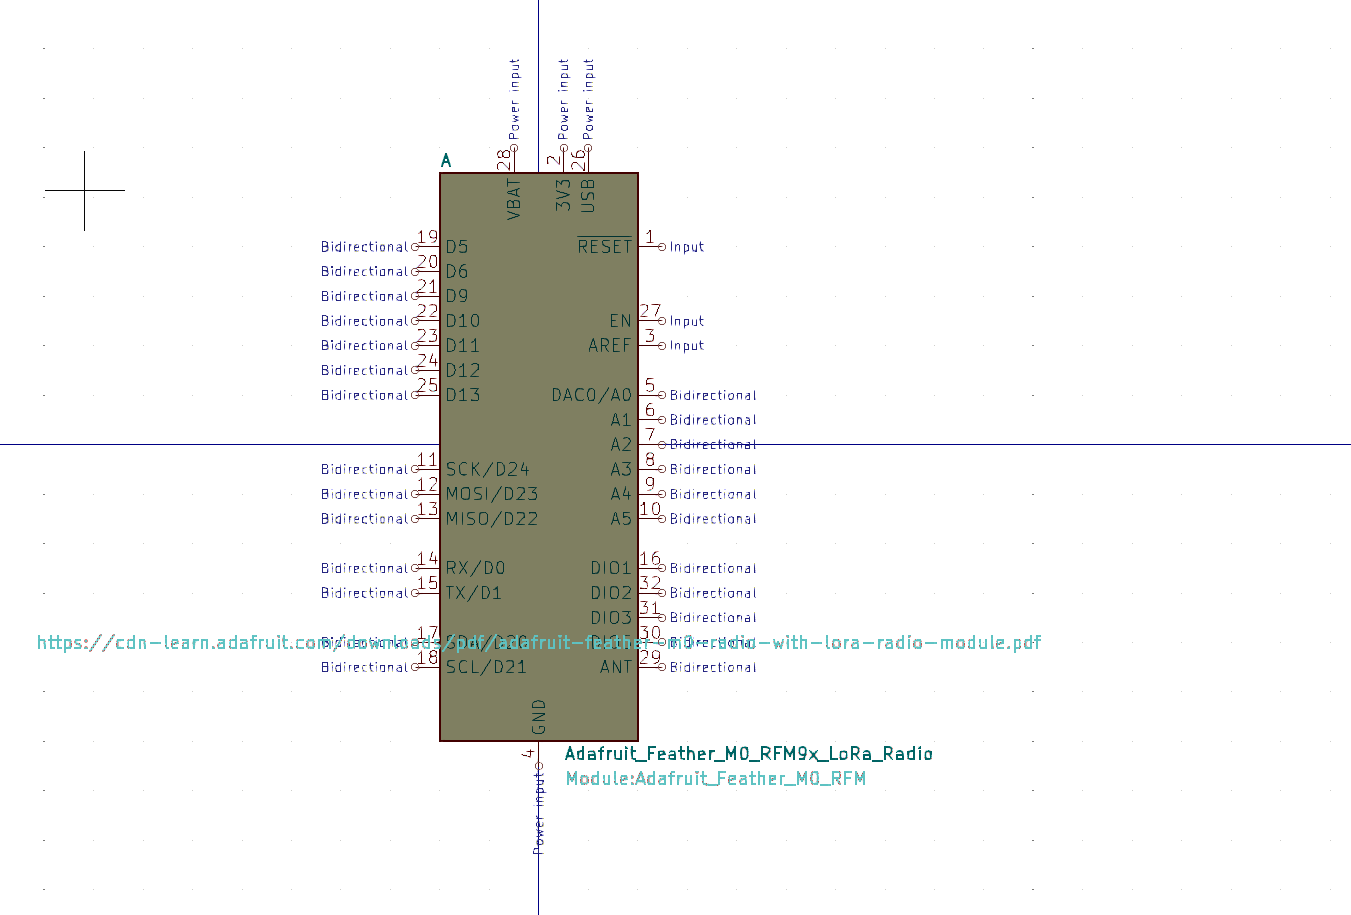 Power input Power input Power input
28 2 26
A
VBAT 3V3 USB
Bidirectional 19 D5 RESET 1 Input
Bidirectional 20 D6
Bidirectional 21 D9
Bidirectional 22 D10 EN 27 Input
Bidirectional 23 D11 AREF 3 Input
Bidirectional 24 D12
Bidirectional 25 D13 DAC0/A0 5 Bidirectional
A1 6 Bidirectional
A2 7 Bidirectional
Bidirectional 11 SCK/D24 A3 8 Bidirectional
Bidirectional 12 MOSI/D23 A4 9 Bidirectional
Bidirectional 13 MISO/D22 A5 10 Bidirectional
Bidirectional 14 RX/D0 DIO1 16 Bidirectional
Bidirectional 15 TX/D1 DIO2 32 Bidirectional
DIO3 31 Bidirectional
17 30
https://cdn-learn.adafruit.com/downloads/pdf/adafruit-feather-m0-radio-with-lora-radio-module.pdf
Bidirectional 18 SCL/D21 ANT 29 Bidirectional
GND
4
Adafruit_Feather_M0_RFM9x_LoRa_Radio
Module:Adafruit_Feather_M0_RFM
Power input